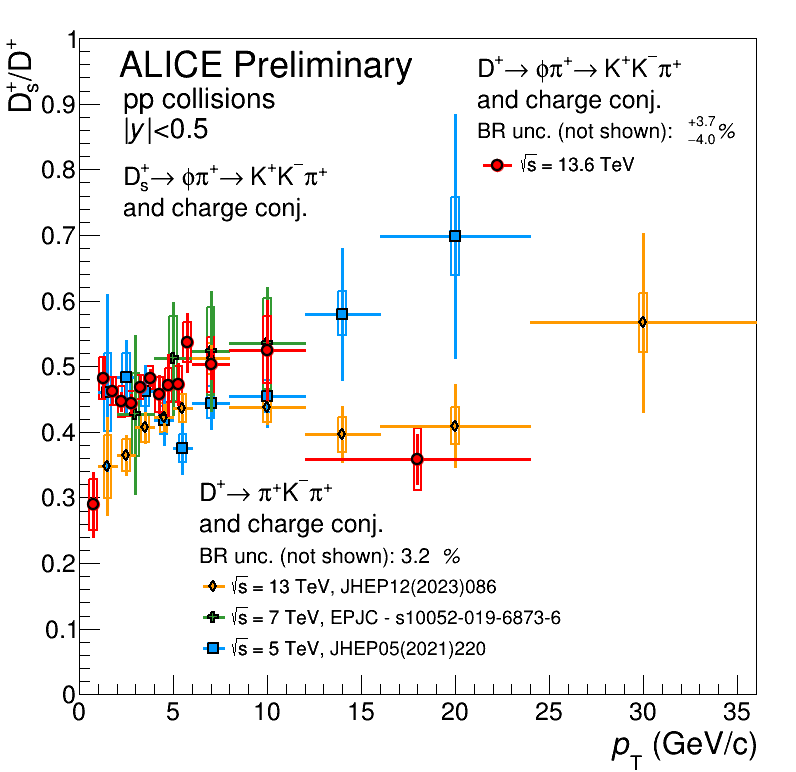 ALICE Preliminary
pp collisions
|y|<0.5
Dₛ⁺→ ϕπ⁺→ K⁺K⁻π⁺
and charge conj.
D⁺→ ϕπ⁺→ K⁺K⁻π⁺
and charge conj.
BR unc. (not shown): +3.7 −4.0 %
√s = 13.6 TeV
D⁺→ π⁺K⁻π⁺
and charge conj.
BR unc. (not shown): 3.2 %
√s = 13 TeV, JHEP12(2023)086
√s = 7 TeV, EPJC - s10052-019-6873-6
√s = 5 TeV, JHEP05(2021)220
Dₛ⁺/D⁺
1
0.9
0.8
0.7
0.6
0.5
0.4
0.3
0.2
0.1
0
0 5 10 15 20 25 30 35
p_T (GeV/c)